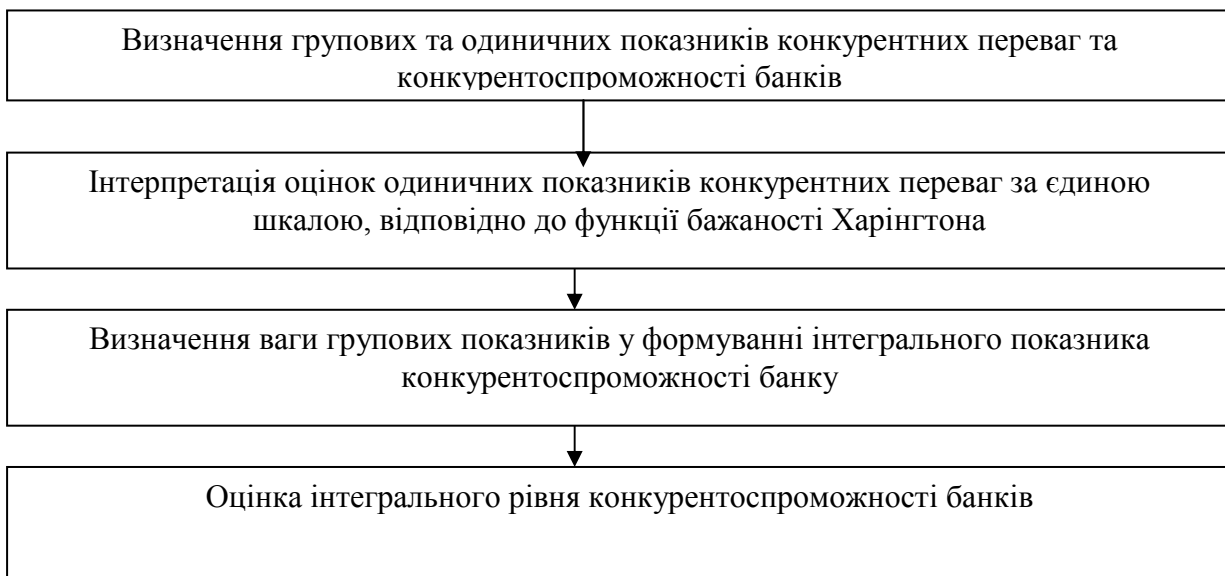 Визначення групових та одиничних показників конкурентних переваг та
конкурентоспроможності банків
Інтерпретація оцінок одиничних показників конкурентних переваг за єдиною
шкалою, відповідно до функції бажаності Харінгтона
Визначення ваги групових показників у формуванні інтегрального показника
конкурентоспроможності банку
Оцінка інтегрального рівня конкурентоспроможності банків